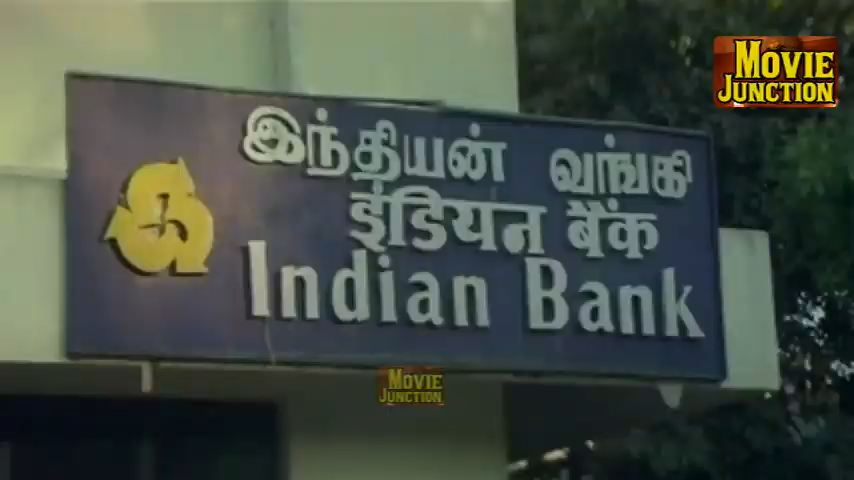 MOVIE
JUNCTION
இந்தியன் வங்கி
इंडियन बैंक
Indian Bank
MOVIE
JUNCTION